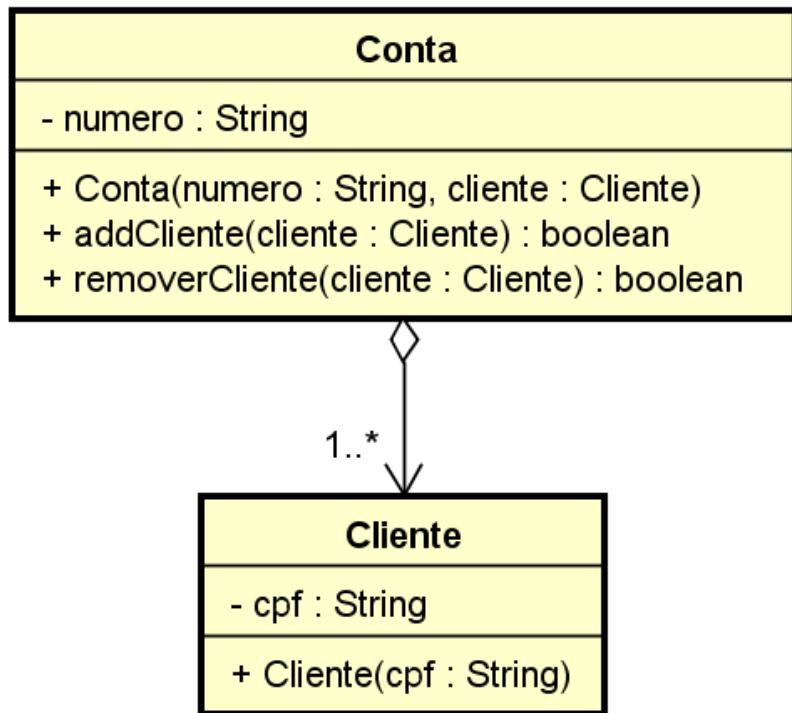 Conta
- numero : String
+ Conta(numero : String, cliente : Cliente)
+ addCliente(cliente : Cliente) : boolean
+ removerCliente(cliente : Cliente) : boolean
1..*
Cliente
- cpf : String
+ Cliente(cpf : String)